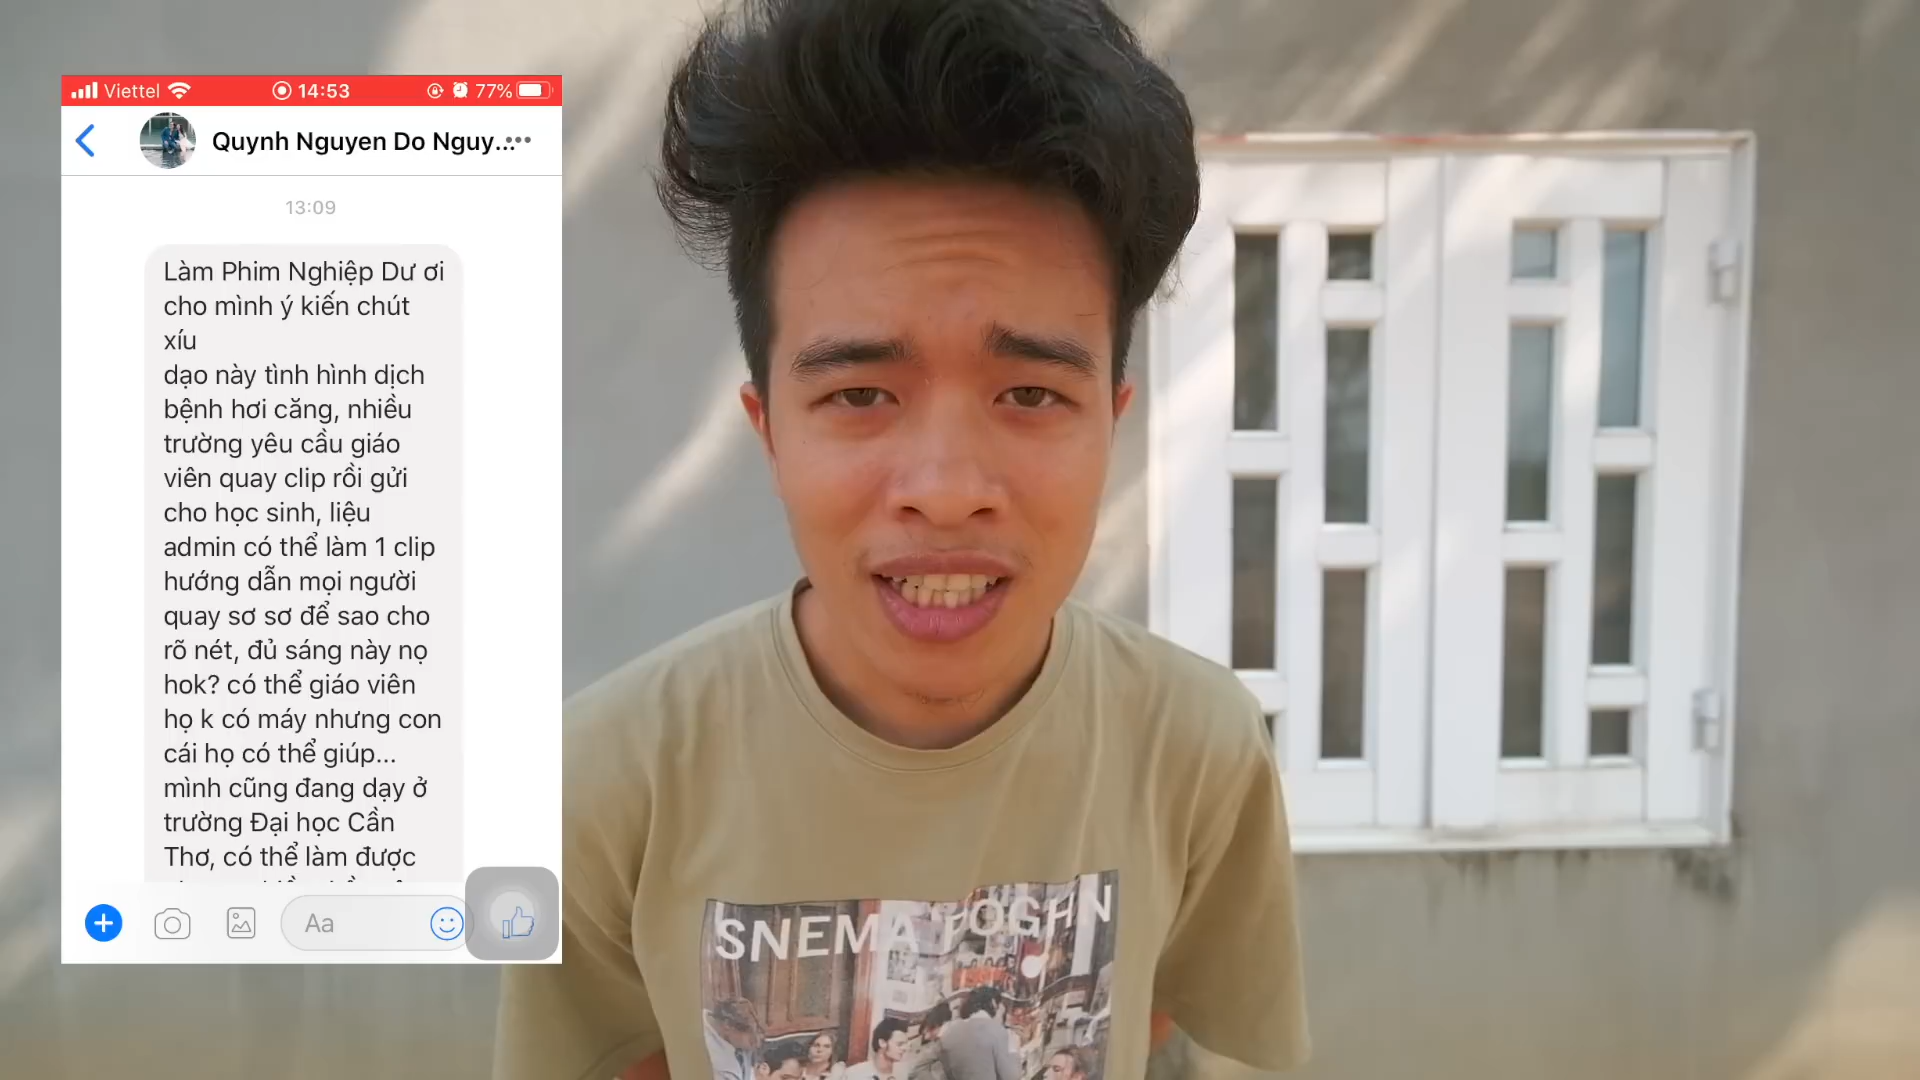 Viettel 14:53 77%
Quynh Nguyen Do Nguy...
13:09
Làm Phim Nghiệp Dư ơi
cho mình ý kiến chút
xíu
dạo này tình hình dịch
bệnh hơi căng, nhiều
trường yêu cầu giáo
viên quay clip rồi gửi
cho học sinh, liệu
admin có thể làm 1 clip
hướng dẫn mọi người
quay sơ sơ để sao cho
rõ nét, đủ sáng này nọ
hok? có thể giáo viên
họ k có máy nhưng con
cái họ có thể giúp...
mình cũng đang dạy ở
trường Đại học Cần
Thơ, có thể làm được
Aa
SNEMA